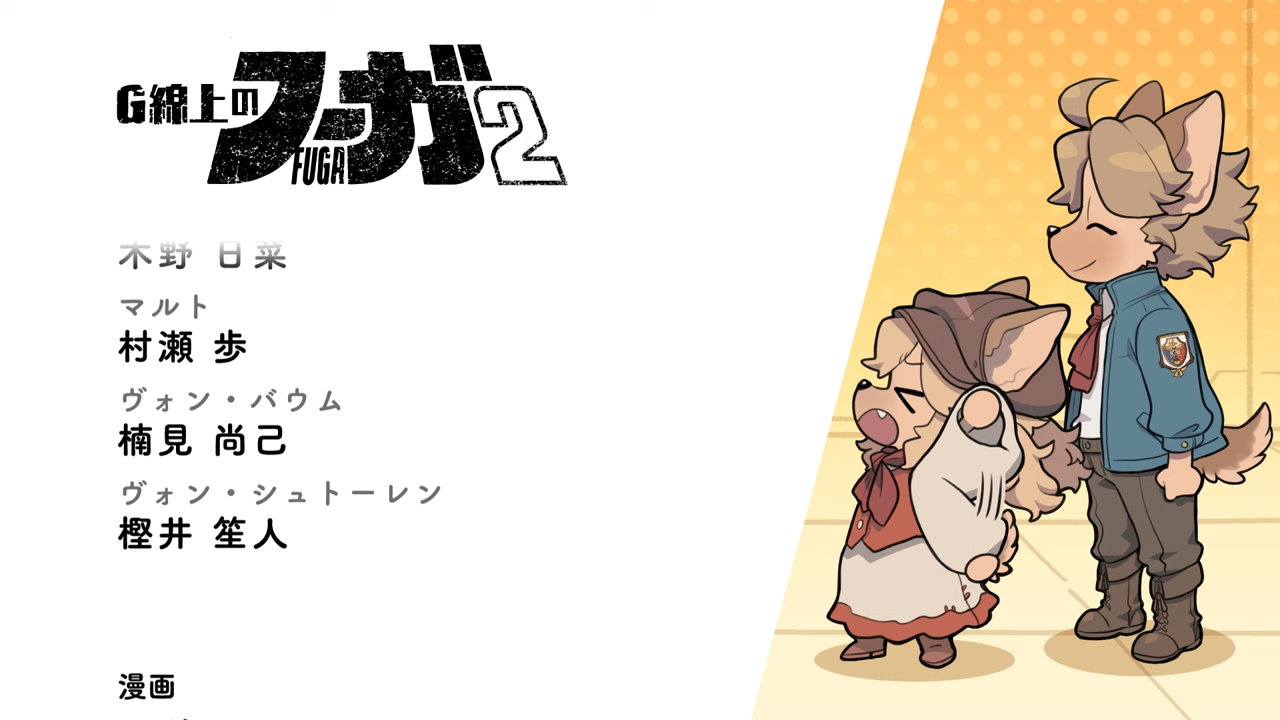 G線上のフーガ2
FUGA
木野 日菜
マルト
村瀬 歩
ヴォン・バウム
楠見 尚己
ヴォン・シュトーレン
樫井 笙人
漫画